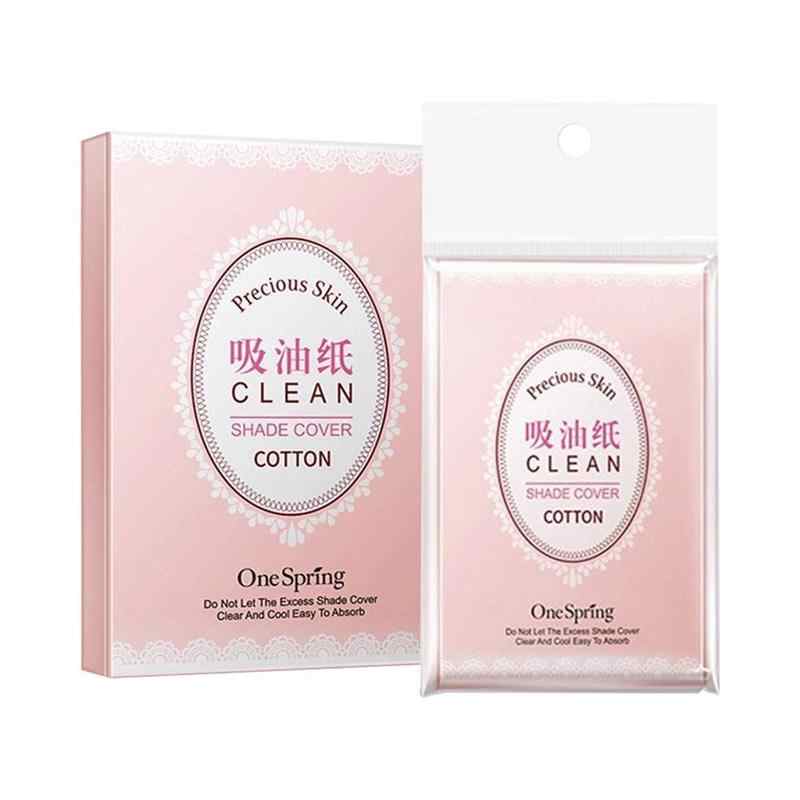 Precious Skin
吸油纸
CLEAN
SHADE COVER
COTTON
OneSpring
Do Not Let The Excess Shade Cover
Clear And Cool Easy To Absorb
Precious Skin
吸油纸
CLEAN
SHADE COVER
COTTON
OneSpring
Do Not Let The Excess Shade Cover
Clear And Cool Easy To Absorb